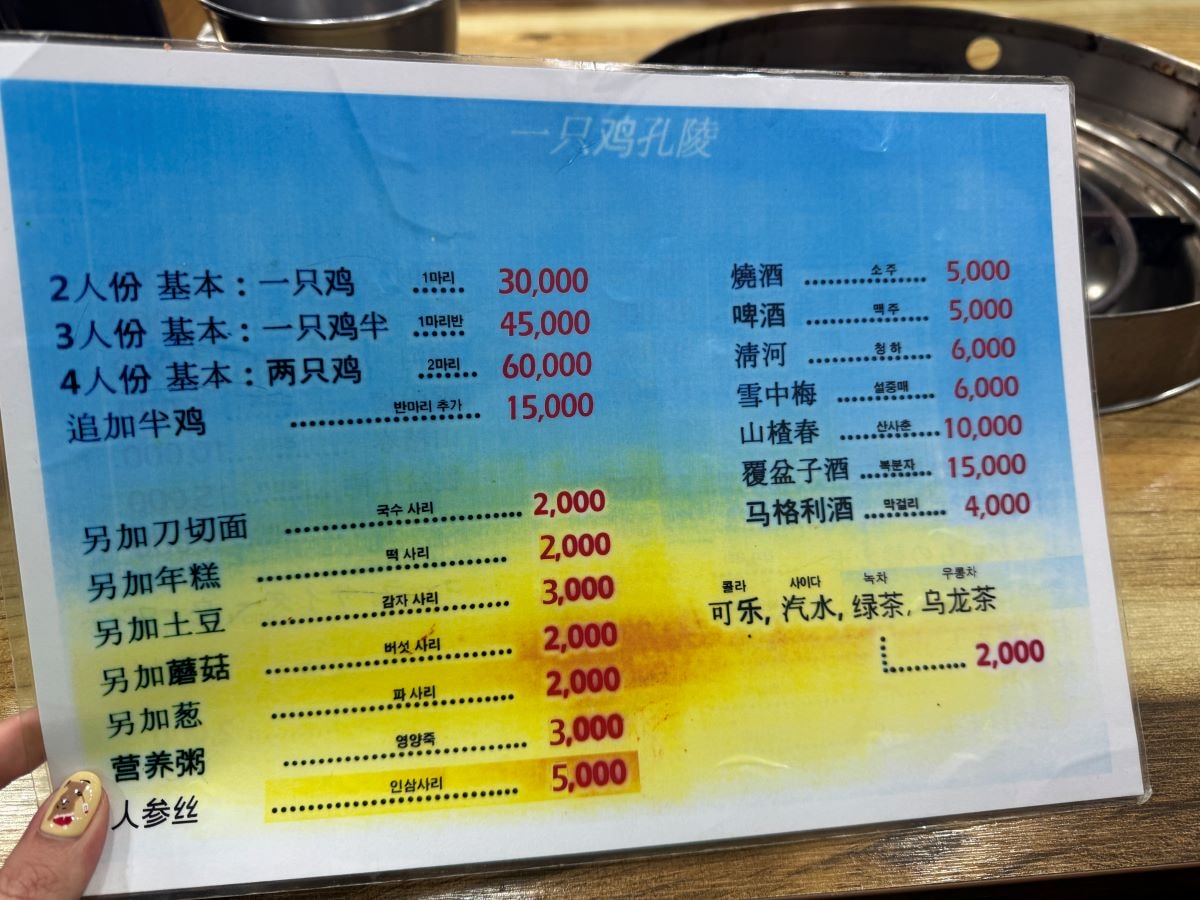 一只鸡孔陵
2人份 基本：一只鸡 1마리 30,000
3人份 基本：一只鸡半 1마리반 45,000
4人份 基本：两只鸡 2마리 60,000
追加半鸡 반마리 추가 15,000
另加刀切面 국수 사리 2,000
另加年糕 떡 사리 2,000
另加土豆 감자 사리 3,000
另加蘑菇 버섯 사리 2,000
另加葱 파 사리 2,000
营养粥 영양죽 3,000
人参丝 인삼사리 5,000
燒酒 소주 5,000
啤酒 맥주 5,000
淸河 청하 6,000
雪中梅 설중매 6,000
山楂春 산사춘 10,000
覆盆子酒 복분자 15,000
马格利酒 막걸리 4,000
콜라 사이다 녹차 우롱차
可乐, 汽水, 绿茶, 乌龙茶
2,000